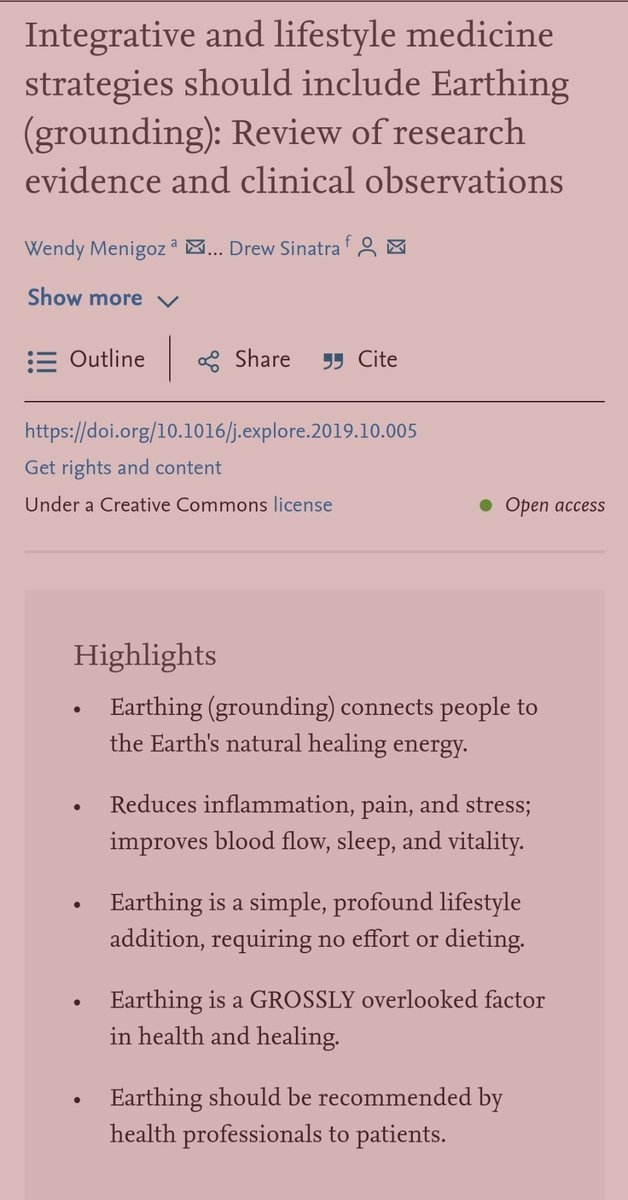 Integrative and lifestyle medicine
strategies should include Earthing
(grounding): Review of research
evidence and clinical observations
Wendy Menigoz a ... Drew Sinatra f
Show more
Outline | Share Cite
https://doi.org/10.1016/j.explore.2019.10.005
Get rights and content
Under a Creative Commons license Open access
Highlights
• Earthing (grounding) connects people to
the Earth's natural healing energy.
• Reduces inflammation, pain, and stress;
improves blood flow, sleep, and vitality.
• Earthing is a simple, profound lifestyle
addition, requiring no effort or dieting.
• Earthing is a GROSSLY overlooked factor
in health and healing.
• Earthing should be recommended by
health professionals to patients.